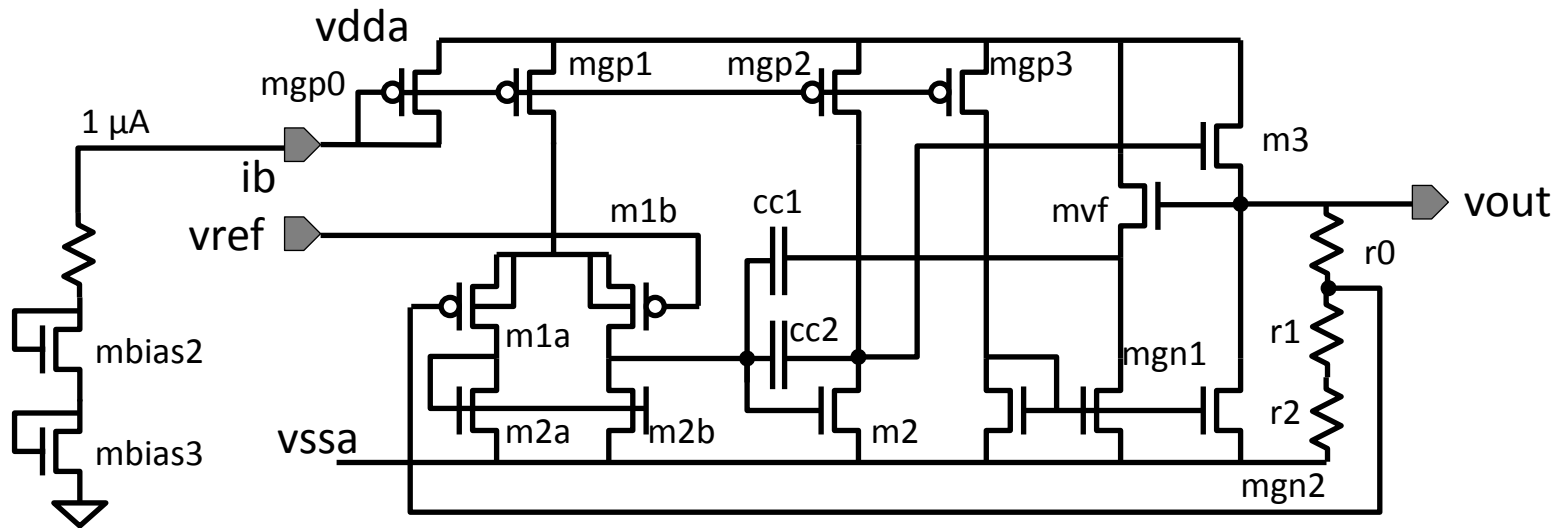 vdda
mgp0
mgp1
mgp2
mgp3
1 µA
ib
m3
vref
m1b
cc1
mvf
vout
r0
m1a
cc2
mgn1
r1
mbias2
r2
m2a
m2b
m2
vssa
mbias3
mgn2